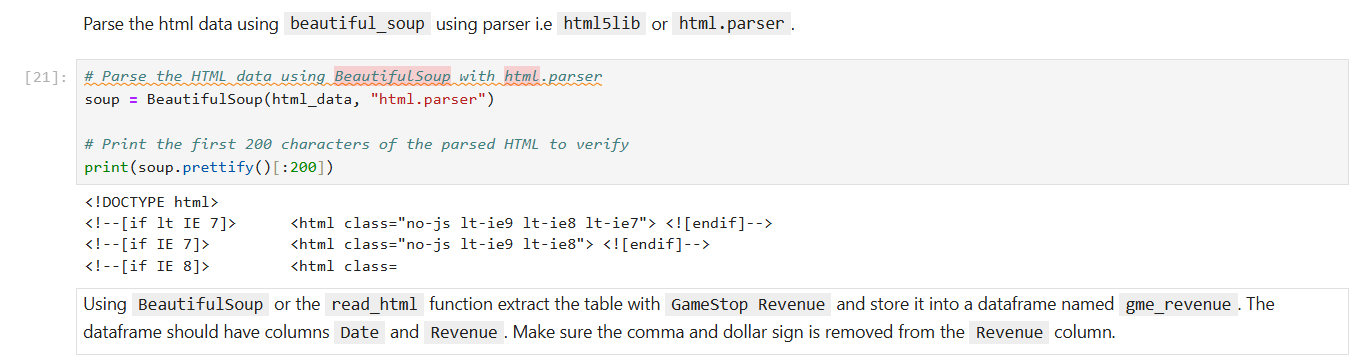 Parse the html data using beautiful_soup using parser i.e html5lib or html.parser.
[21]: # Parse the HTML data using BeautifulSoup with html.parser
soup = BeautifulSoup(html_data, "html.parser")
# Print the first 200 characters of the parsed HTML to verify
print(soup.prettify()[:200])
<!DOCTYPE html>
<!--[if lt IE 7]>      <html class="no-js lt-ie9 lt-ie8 lt-ie7"> <![endif]-->
<!--[if IE 7]>         <html class="no-js lt-ie9 lt-ie8"> <![endif]-->
<!--[if IE 8]>         <html class=
Using BeautifulSoup or the read_html function extract the table with GameStop Revenue and store it into a dataframe named gme_revenue. The
dataframe should have columns Date and Revenue. Make sure the comma and dollar sign is removed from the Revenue column.